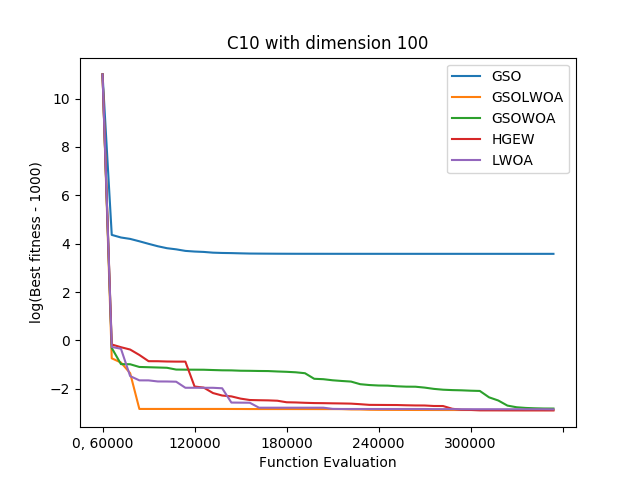 C10 with dimension 100
log(Best fitness - 1000)
10
8
6
4
2
0
−2
GSO
GSOLWOA
GSOWOA
HGEW
LWOA
0, 60000 120000 180000 240000 300000
Function Evaluation